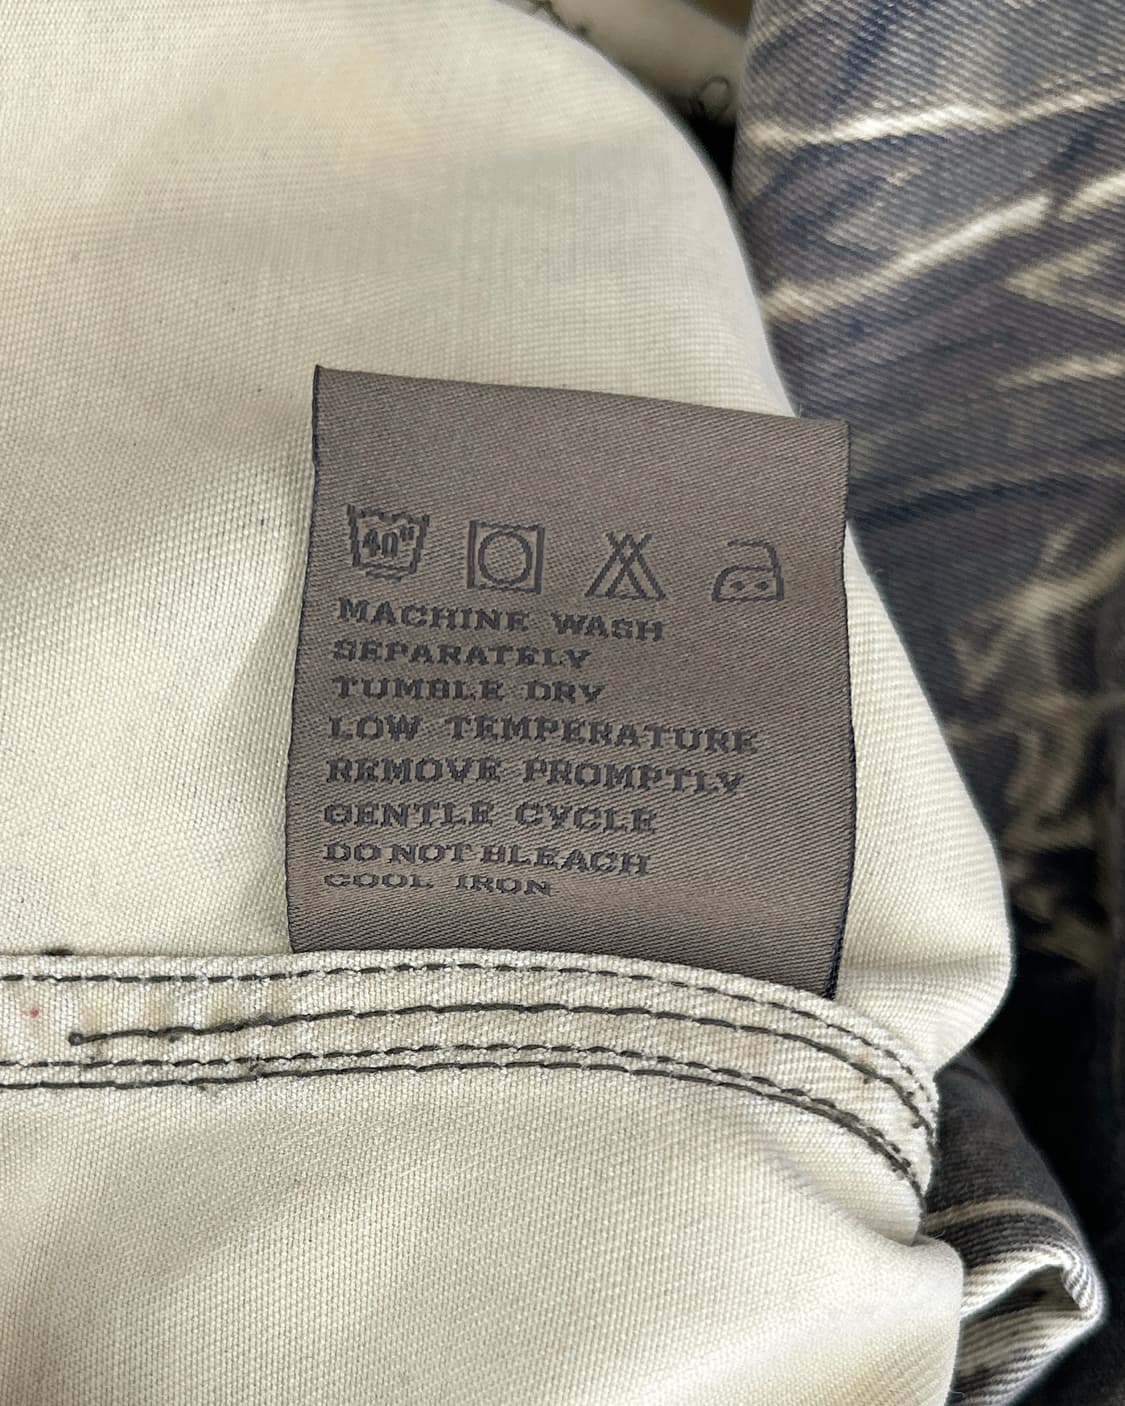 40"
MACHINE WASH
SEPARATELY
TUMBLE DRY
LOW TEMPERATURE
REMOVE PROMPTLY
GENTLE CYCLE
DO NOT BLEACH
COOL IRON